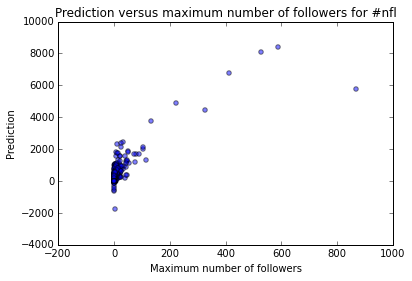 Prediction versus maximum number of followers for #nfl
10000
8000
6000
4000
2000
0
−2000
−4000
Prediction
−200 0 200 400 600 800 1000
Maximum number of followers